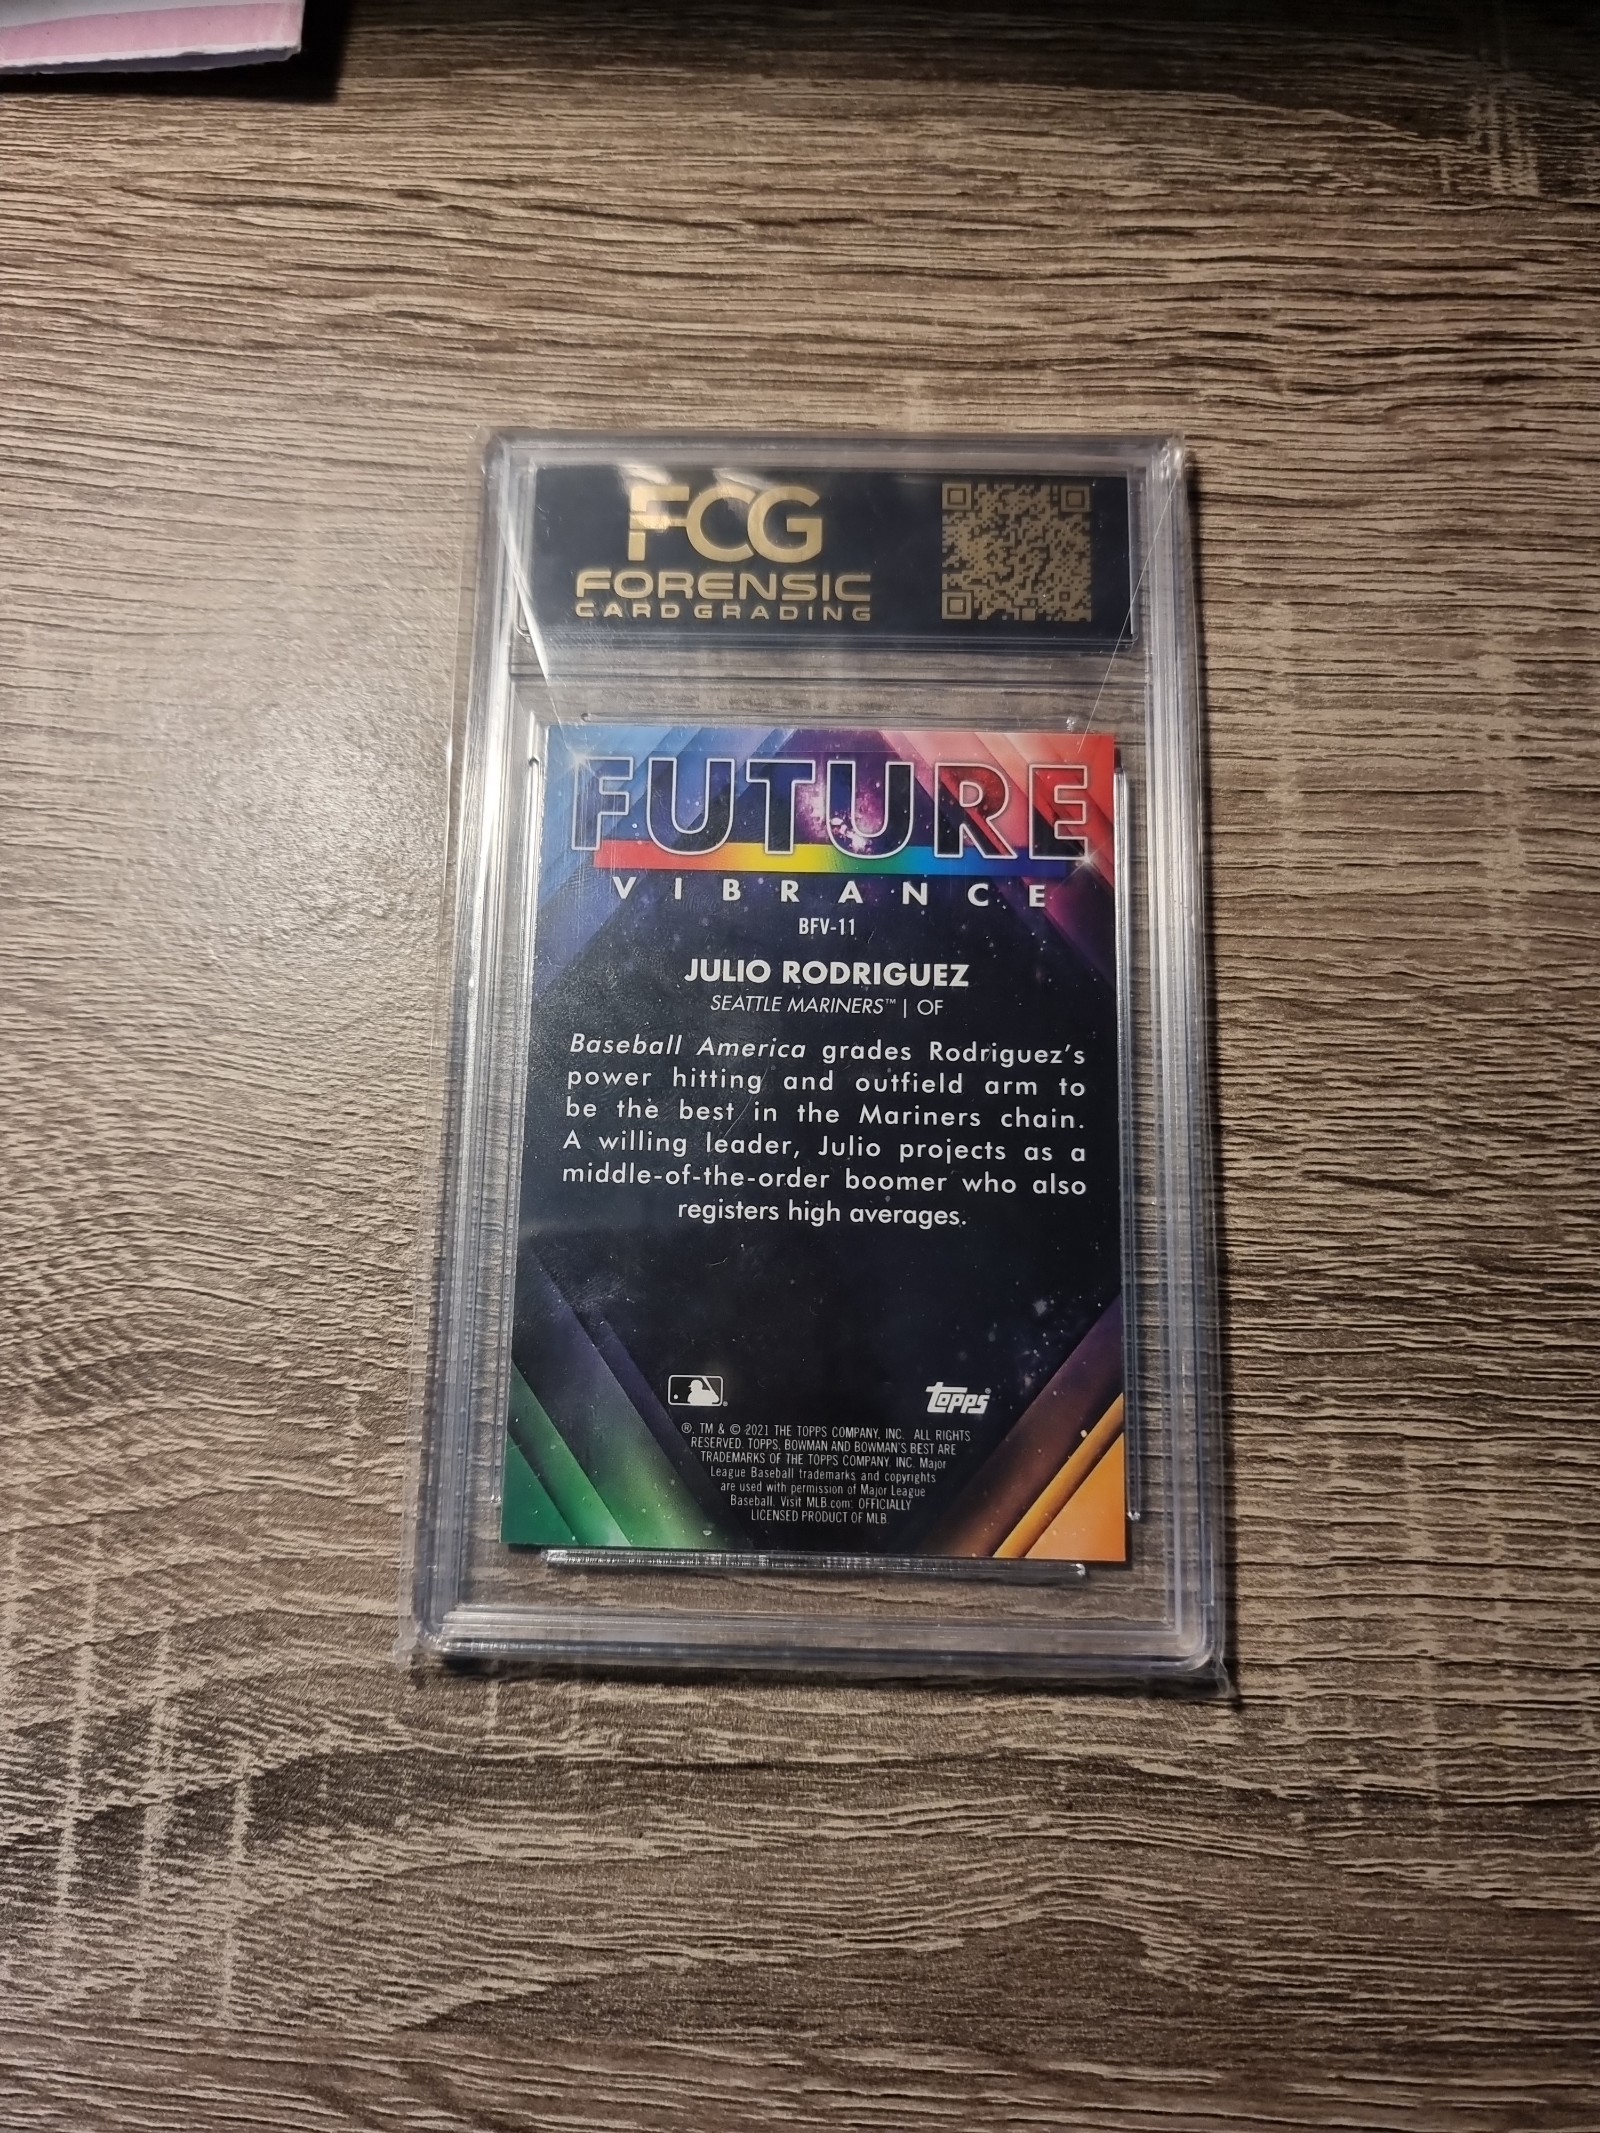 FCG
FORENSIC
CARD GRADING
FUTURE
VIBRANCE
BFV-11
JULIO RODRIGUEZ
SEATTLE MARINERS™ | OF
Baseball America grades Rodriguez's
power hitting and outfield arm to
be the best in the Mariners chain.
A willing leader, Julio projects as a
middle-of-the-order boomer who also
registers high averages.
topps®
®, TM & © 2021 THE TOPPS COMPANY, INC. ALL RIGHTS
RESERVED. TOPPS, BOWMAN AND BOWMAN'S BEST ARE
TRADEMARKS OF THE TOPPS COMPANY, INC. Major
League Baseball trademarks and copyrights
are used with permission of Major League
Baseball. Visit MLB.com. OFFICIALLY
LICENSED PRODUCT OF MLB.